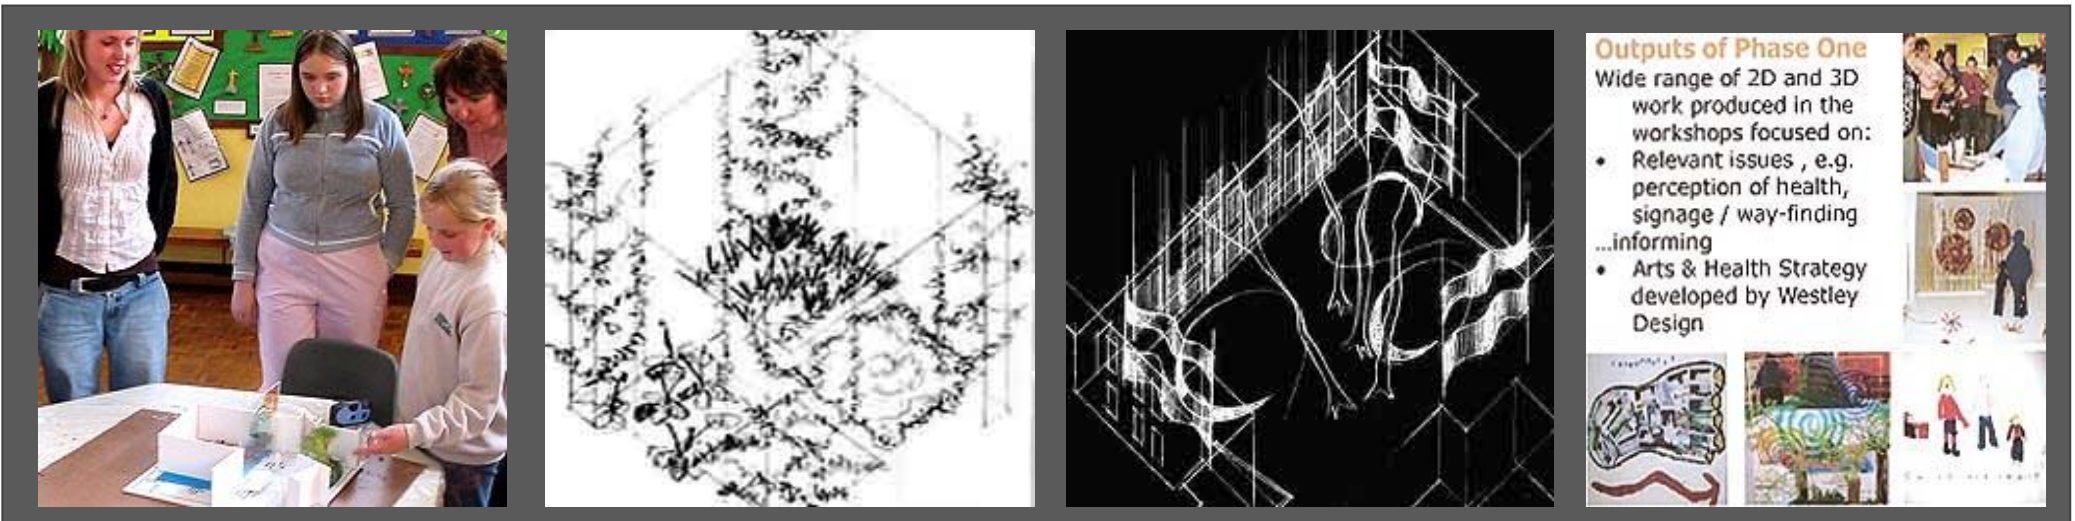 Outputs of Phase One
Wide range of 2D and 3D
work produced in the
workshops focused on:
• Relevant issues , e.g.
perception of health,
signage / way-finding
...informing
• Arts & Health Strategy
developed by Westley
Design